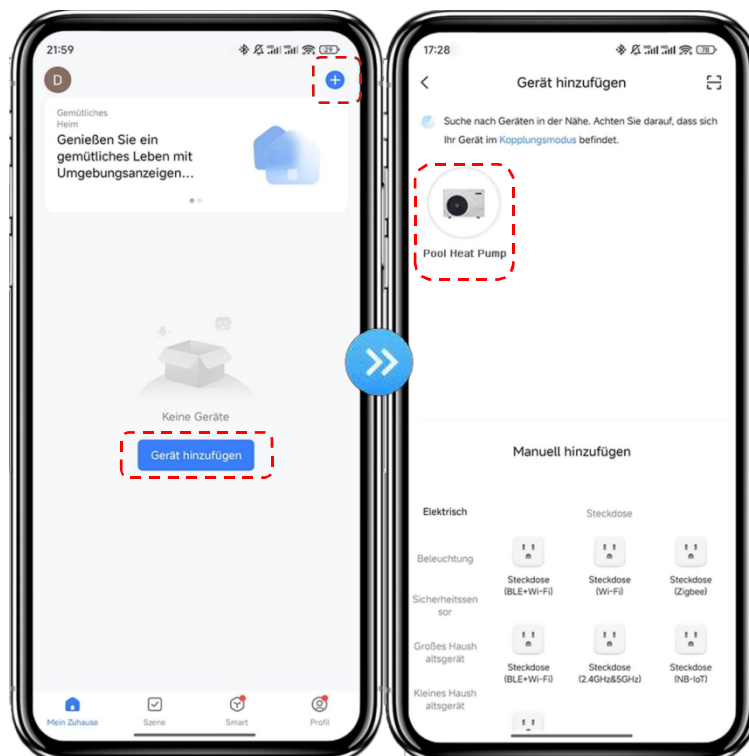 21:59
29
D
Gemütliches
Heim
Genießen Sie ein
gemütliches Leben mit
Umgebungsanzeigen...
Keine Geräte
Gerät hinzufügen
Mein Zuhause
Szene
Smart
Profil
17:28
78
Gerät hinzufügen
Suche nach Geräten in der Nähe. Achten Sie darauf, dass sich
Ihr Gerät im Kopplungsmodus befindet.
Pool Heat Pump
Manuell hinzufügen
Elektrisch
Beleuchtung
Sicherheitssen
sor
Großes Haush
altsgerät
Kleines Haush
altsgerät
Steckdose
Steckdose
(BLE+Wi-Fi)
Steckdose
(Wi-Fi)
Steckdose
(Zigbee)
Steckdose
(BLE+Wi-Fi)
Steckdose
(2.4GHz&5GHz)
Steckdose
(NB-IoT)